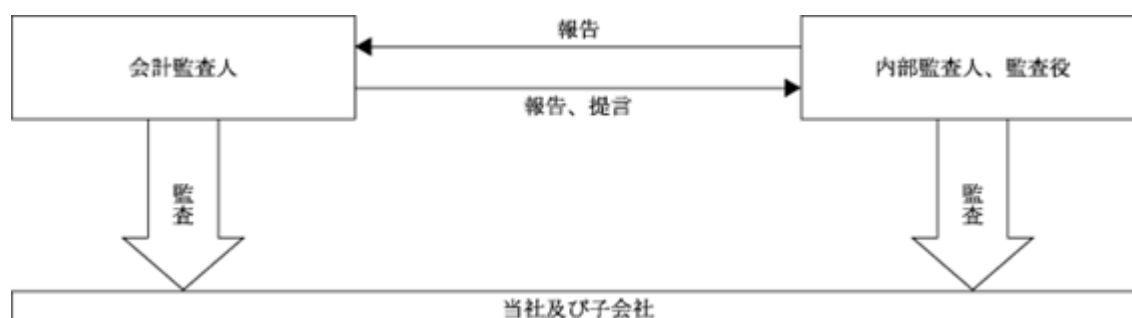 報告
会計監査人
内部監査人、監査役
報告、提言
監査
監査
当社及び子会社